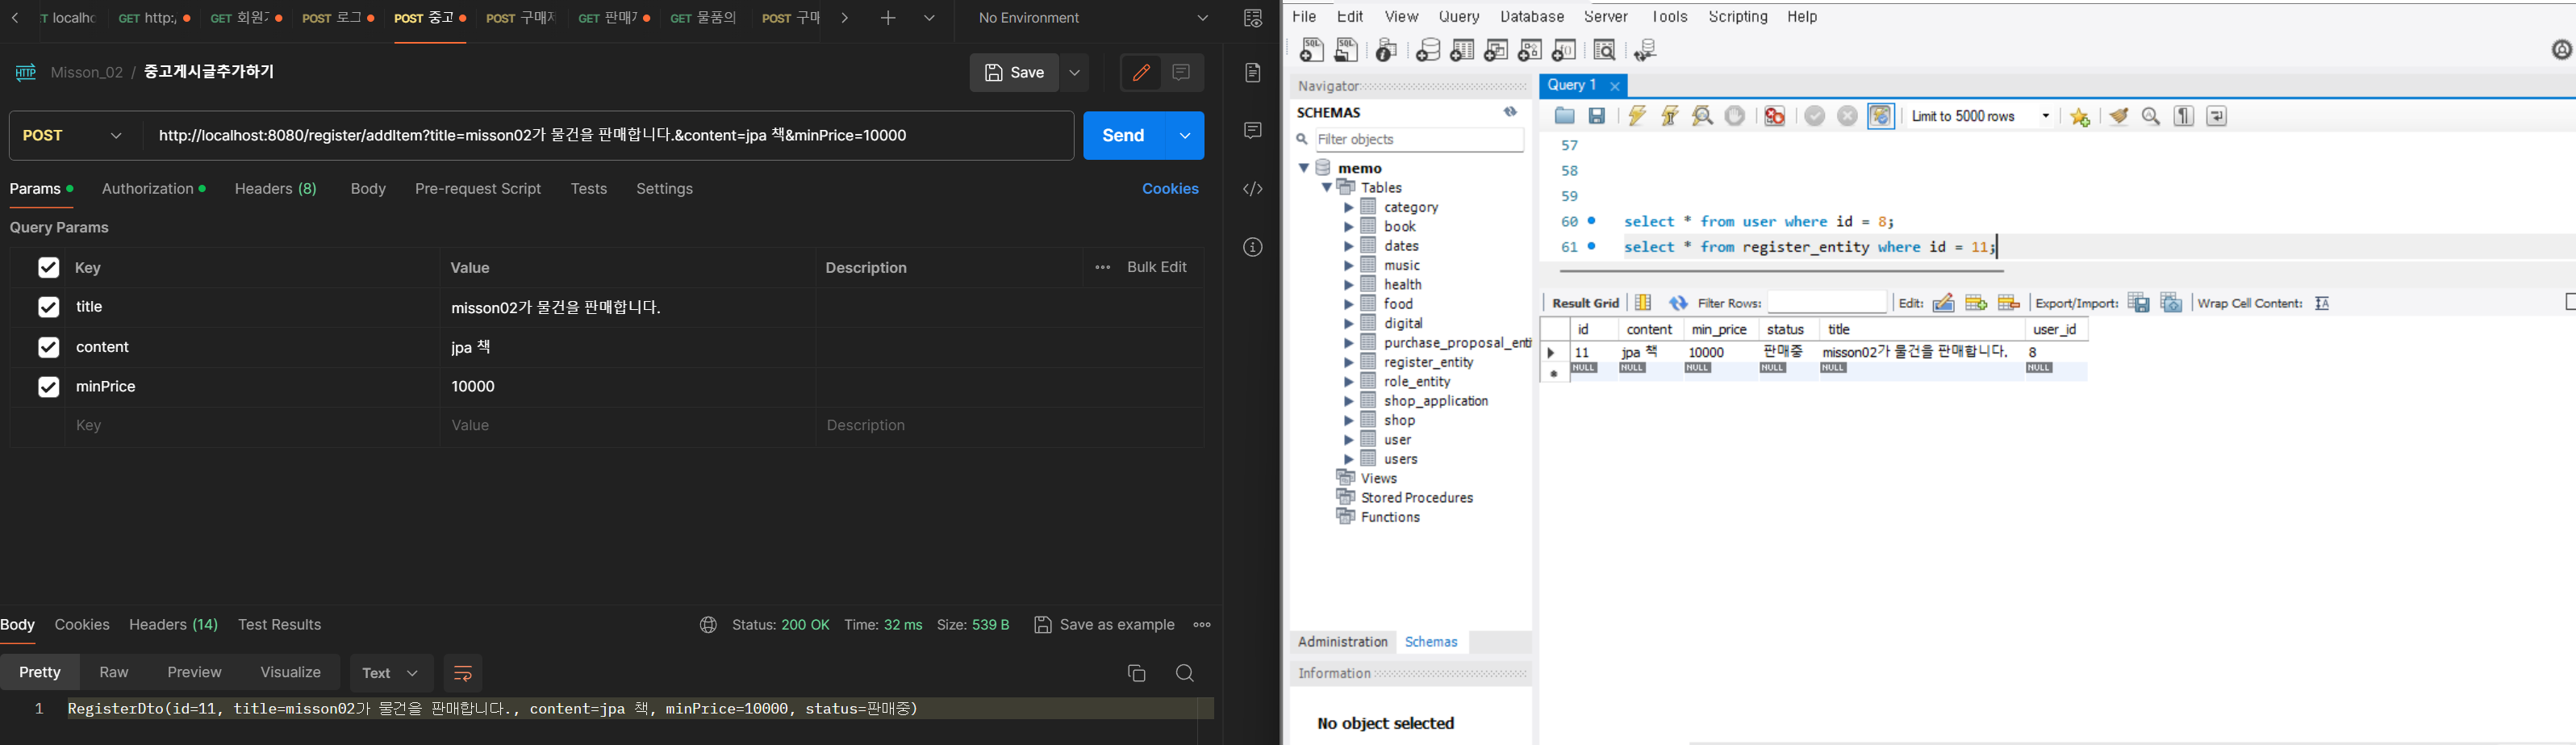 localhc GET http:/ GET 회원 POST 로그 POST 중고 POST 구매제 GET 판매 GET 물품의 POST 구매 No Environment
HTTP Misson_02 / 중고게시글추가하기 Save
POST http://localhost:8080/register/addItem?title=misson02가 물건을 판매합니다.&content=jpa 책&minPrice=10000 Send
Params Authorization Headers (8) Body Pre-request Script Tests Settings Cookies
Query Params
Key Value Description Bulk Edit
title misson02가 물건을 판매합니다.
content jpa 책
minPrice 10000
Key Value Description
Body Cookies Headers (14) Test Results Status: 200 OK Time: 32 ms Size: 539 B Save as example
Pretty Raw Preview Visualize Text
1 RegisterDto(id=11, title=misson02가 물건을 판매합니다., content=jpa 책, minPrice=10000, status=판매중)
File Edit View Query Database Server Tools Scripting Help
Navigator
SCHEMAS
Filter objects
memo
Tables
category
book
dates
music
health
food
digital
purchase_proposal_enti
register_entity
role_entity
shop_application
shop
user
users
Views
Stored Procedures
Functions
Administration Schemas
Information
No object selected
Query 1
Limit to 5000 rows
57
58
59
60 select * from user where id = 8;
61 select * from register_entity where id = 11;
Result Grid Filter Rows: Edit: Export/Import: Wrap Cell Content:
id content min_price status title user_id
11 jpa 책 10000 판매중 misson02가 물건을 판매합니다. 8
NULL NULL NULL NULL NULL NULL